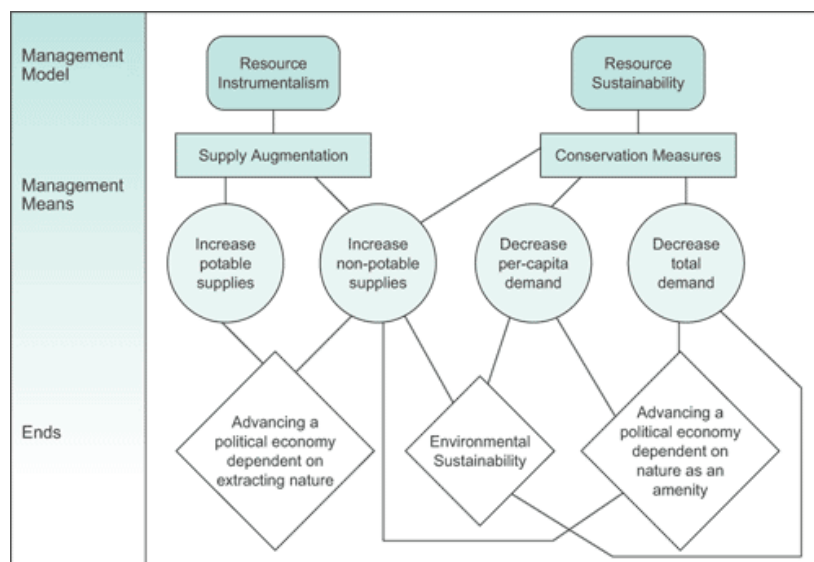 Management
Model
Resource
Instrumentalism
Resource
Sustainability
Management
Means
Supply Augmentation
Conservation Measures
Increase
potable
supplies
Increase
non-potable
supplies
Decrease
per-capita
demand
Decrease
total
demand
Ends
Advancing a
political economy
dependent on
extracting nature
Environmental
Sustainability
Advancing a
political economy
dependent on
nature as an
amenity